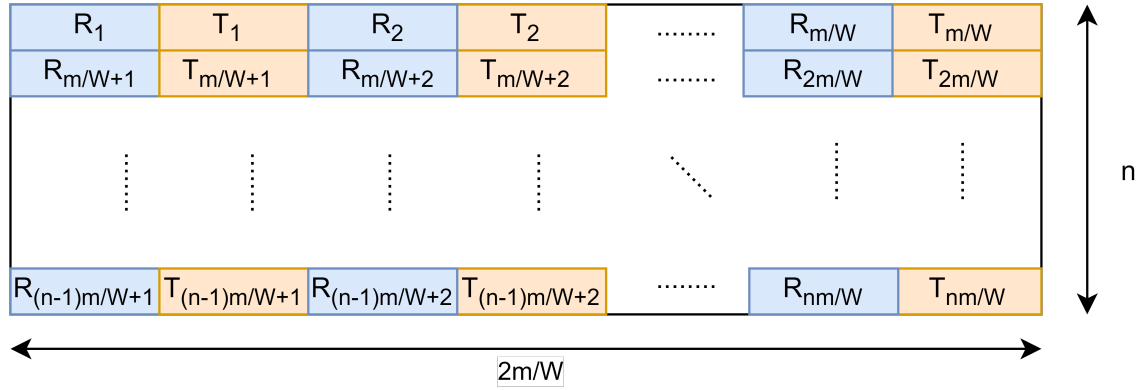 R1 T1 R2 T2 ........ Rm/W Tm/W
Rm/W+1 Tm/W+1 Rm/W+2 Tm/W+2 ........ R2m/W T2m/W
n
R(n-1)m/W+1 T(n-1)m/W+1 R(n-1)m/W+2 T(n-1)m/W+2 ........ Rnm/W Tnm/W
2m/W